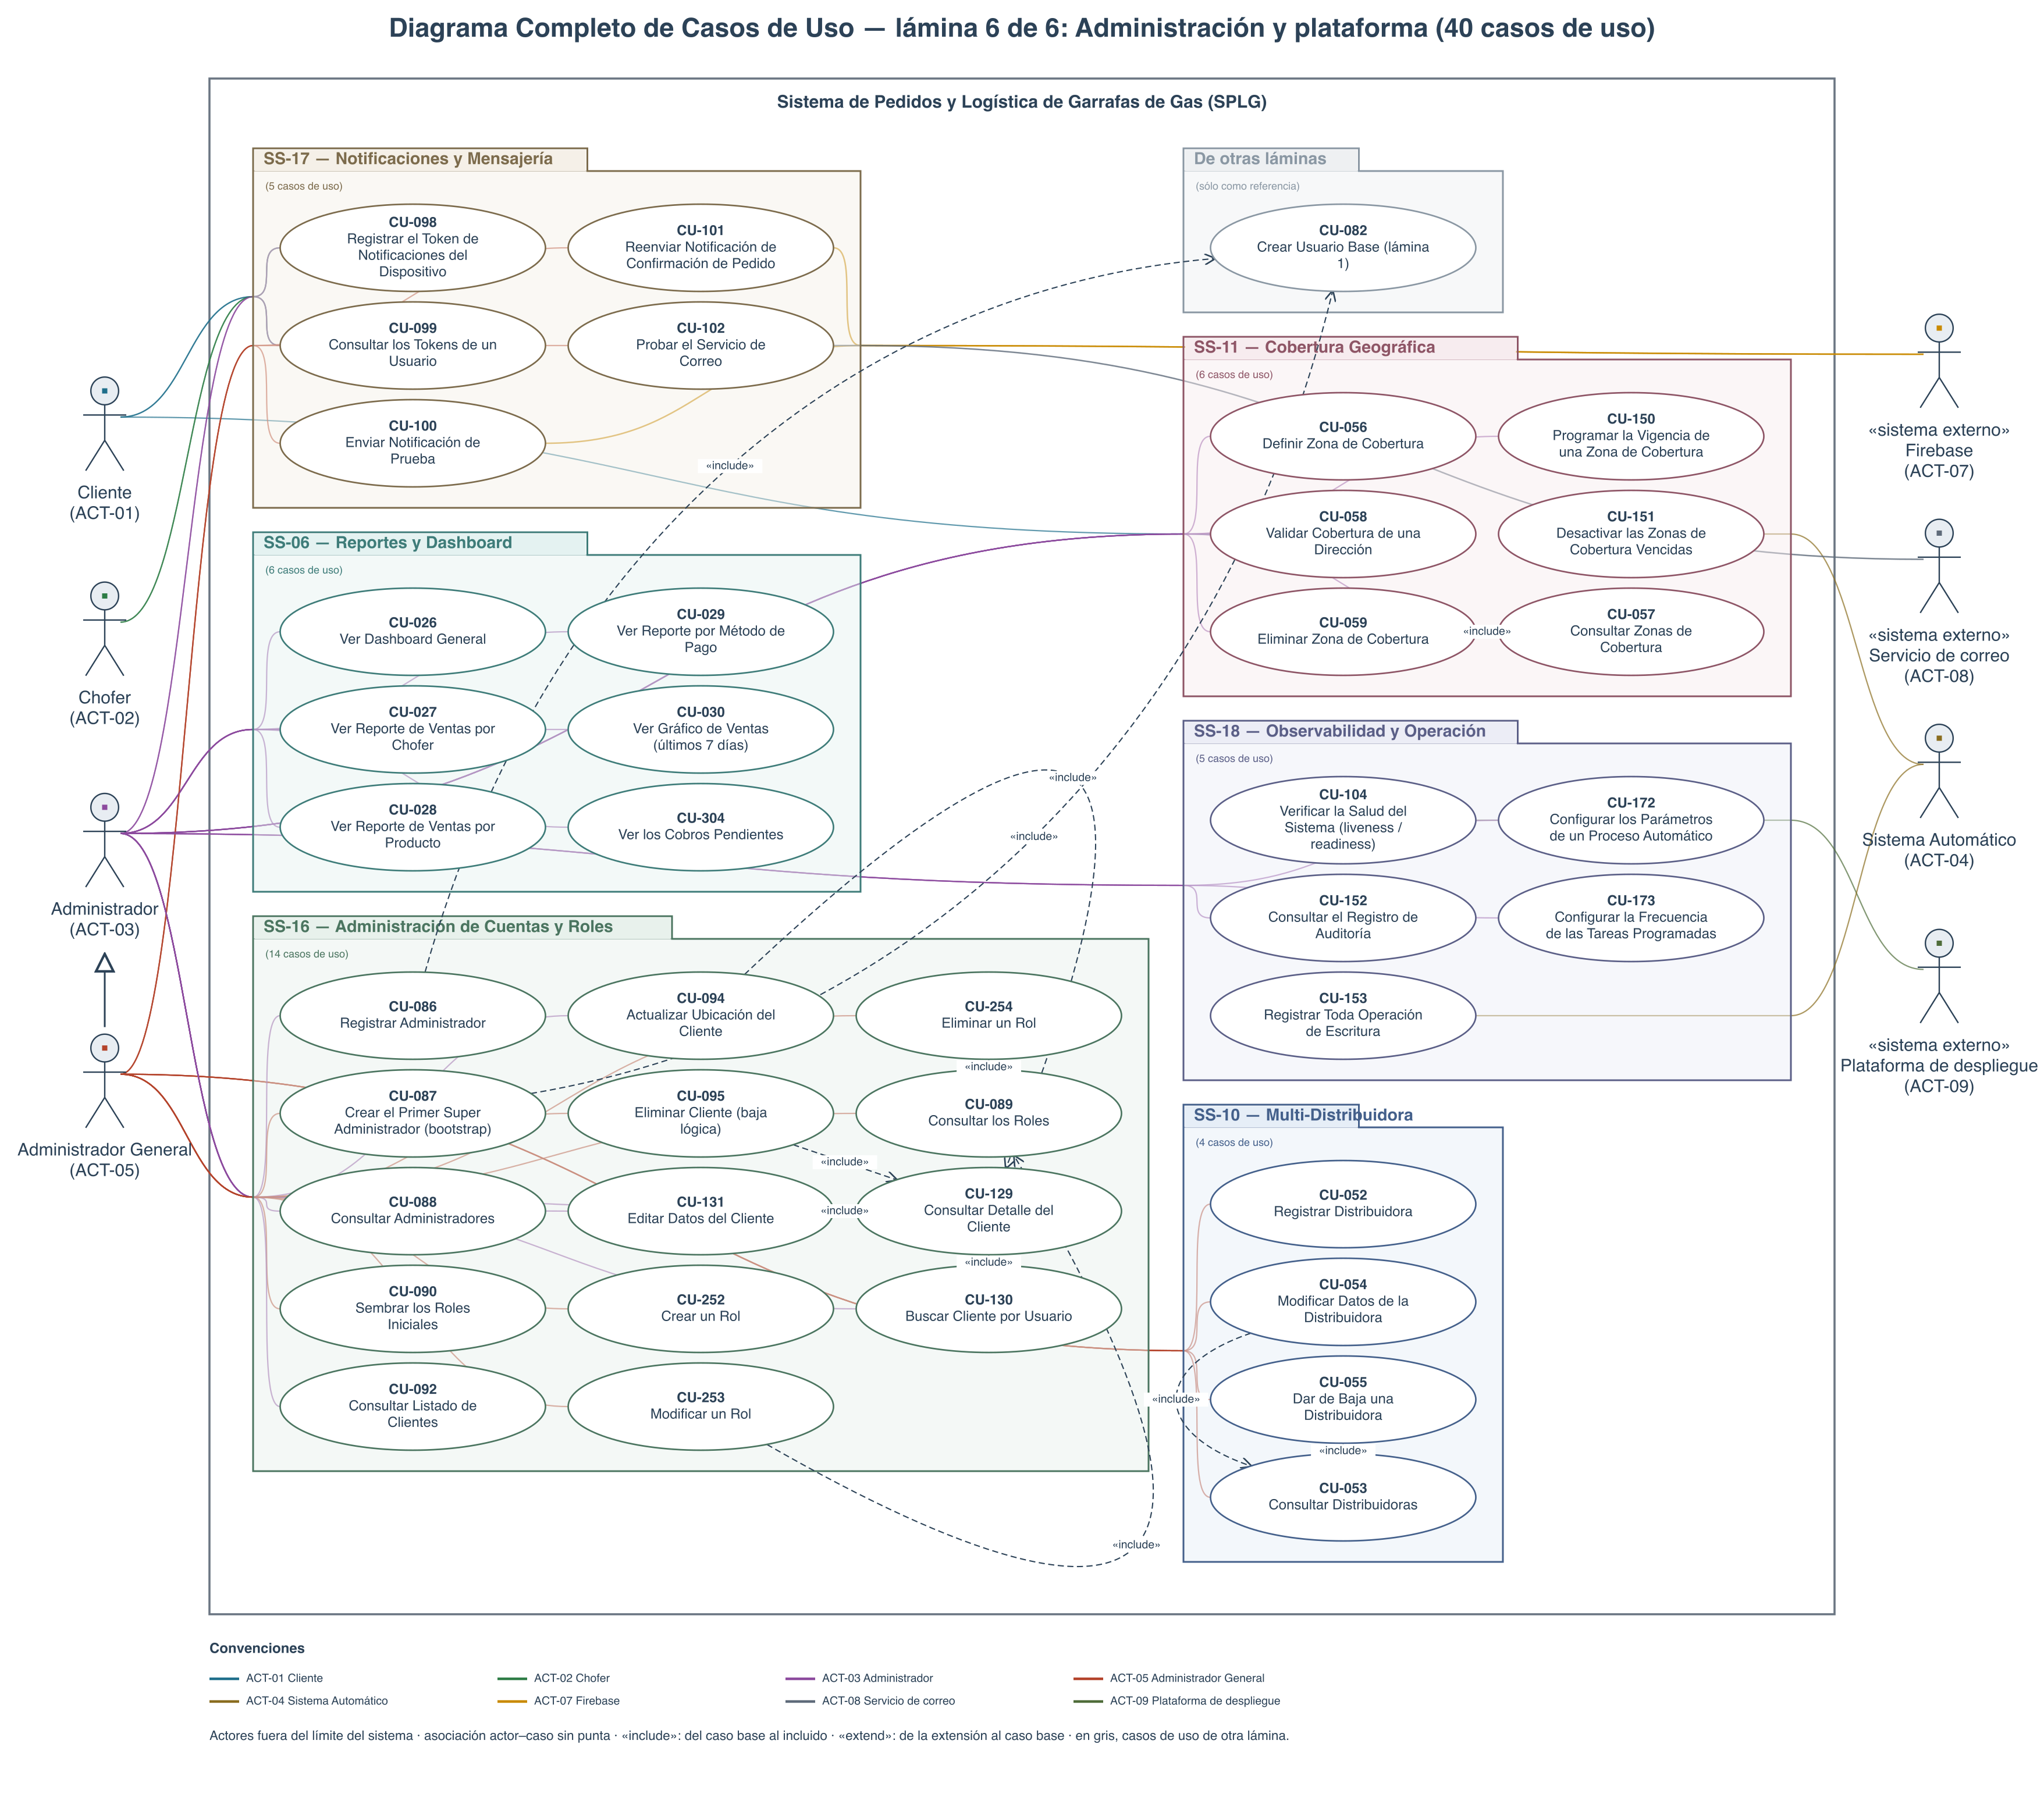 Diagrama Completo de Casos de Uso — lámina 6 de 6: Administración y plataforma (40 casos de uso)
Sistema de Pedidos y Logística de Garrafas de Gas (SPLG)
SS-17 — Notificaciones y Mensajería
(5 casos de uso)
CU-098
Registrar el Token de
Notificaciones del
Dispositivo
CU-101
Reenviar Notificación de
Confirmación de Pedido
CU-099
Consultar los Tokens de un
Usuario
CU-102
Probar el Servicio de
Correo
CU-100
Enviar Notificación de
Prueba
«include»
De otras láminas
(sólo como referencia)
CU-082
Crear Usuario Base (lámina
1)
SS-11 — Cobertura Geográfica
(6 casos de uso)
CU-056
Definir Zona de Cobertura
CU-150
Programar la Vigencia de
una Zona de Cobertura
CU-058
Validar Cobertura de una
Dirección
CU-151
Desactivar las Zonas de
Cobertura Vencidas
CU-059
Eliminar Zona de Cobertura
«include»
CU-057
Consultar Zonas de
Cobertura
SS-06 — Reportes y Dashboard
(6 casos de uso)
CU-026
Ver Dashboard General
CU-029
Ver Reporte por Método de
Pago
CU-027
Ver Reporte de Ventas por
Chofer
CU-030
Ver Gráfico de Ventas
(últimos 7 días)
CU-028
Ver Reporte de Ventas por
Producto
CU-304
Ver los Cobros Pendientes
«include»
«include»
SS-18 — Observabilidad y Operación
(5 casos de uso)
CU-104
Verificar la Salud del
Sistema (liveness /
readiness)
CU-172
Configurar los Parámetros
de un Proceso Automático
CU-152
Consultar el Registro de
Auditoría
CU-173
Configurar la Frecuencia
de las Tareas Programadas
CU-153
Registrar Toda Operación
de Escritura
SS-16 — Administración de Cuentas y Roles
(14 casos de uso)
CU-086
Registrar Administrador
CU-094
Actualizar Ubicación del
Cliente
CU-254
Eliminar un Rol
«include»
CU-087
Crear el Primer Super
Administrador (bootstrap)
CU-095
Eliminar Cliente (baja
lógica)
CU-089
Consultar los Roles
«include»
CU-088
Consultar Administradores
CU-131
Editar Datos del Cliente
«include»
CU-129
Consultar Detalle del
Cliente
«include»
CU-090
Sembrar los Roles
Iniciales
CU-252
Crear un Rol
CU-130
Buscar Cliente por Usuario
CU-092
Consultar Listado de
Clientes
CU-253
Modificar un Rol
«include»
SS-10 — Multi-Distribuidora
(4 casos de uso)
CU-052
Registrar Distribuidora
CU-054
Modificar Datos de la
Distribuidora
«include»
CU-055
Dar de Baja una
Distribuidora
«include»
CU-053
Consultar Distribuidoras
Cliente
(ACT-01)
Chofer
(ACT-02)
Administrador
(ACT-03)
Administrador General
(ACT-05)
«sistema externo»
Firebase
(ACT-07)
«sistema externo»
Servicio de correo
(ACT-08)
Sistema Automático
(ACT-04)
«sistema externo»
Plataforma de despliegue
(ACT-09)
Convenciones
ACT-01 Cliente
ACT-02 Chofer
ACT-03 Administrador
ACT-05 Administrador General
ACT-04 Sistema Automático
ACT-07 Firebase
ACT-08 Servicio de correo
ACT-09 Plataforma de despliegue
Actores fuera del límite del sistema · asociación actor–caso sin punta · «include»: del caso base al incluido · «extend»: de la extensión al caso base · en gris, casos de uso de otra lámina.